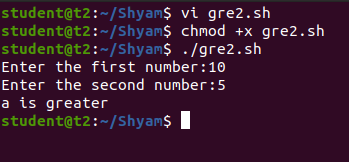 student@t2:~/Shyam$ vi gre2.sh
student@t2:~/Shyam$ chmod +x gre2.sh
student@t2:~/Shyam$ ./gre2.sh
Enter the first number:10
Enter the second number:5
a is greater
student@t2:~/Shyam$